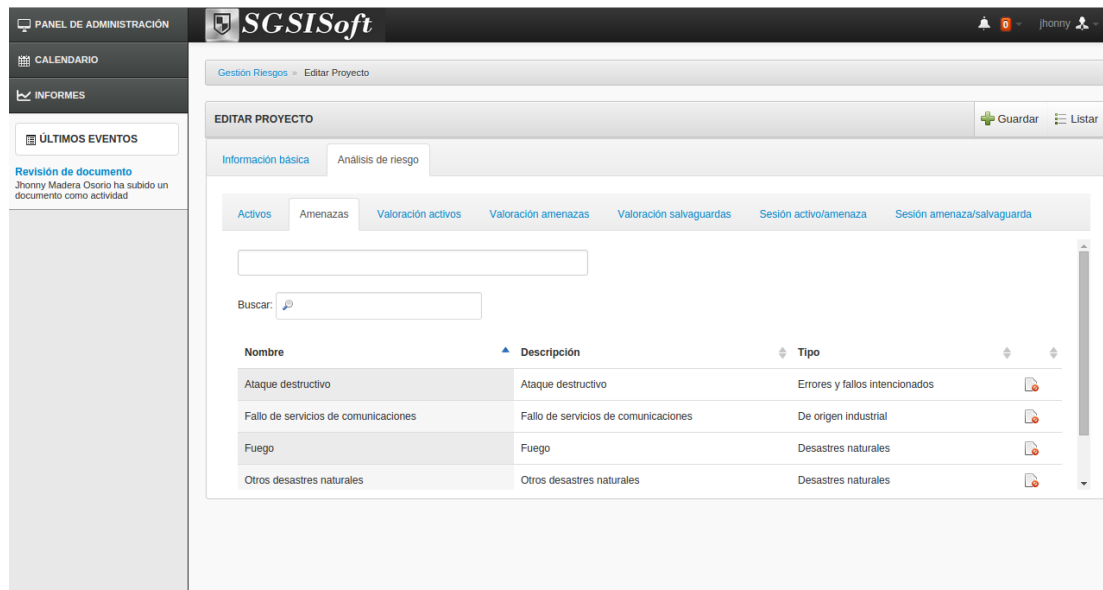 PANEL DE ADMINISTRACIÓN
SGSISoft
0
jhonny
CALENDARIO
INFORMES
ÚLTIMOS EVENTOS
Revisión de documento
Jhonny Madera Osorio ha subido un
documento como actividad
Gestión Riesgos » Editar Proyecto
EDITAR PROYECTO
Guardar
Listar
Información básica
Análisis de riesgo
Activos
Amenazas
Valoración activos
Valoración amenazas
Valoración salvaguardas
Sesión activo/amenaza
Sesión amenaza/salvaguarda
Buscar:
Nombre Descripción Tipo
Ataque destructivo Ataque destructivo Errores y fallos intencionados
Fallo de servicios de comunicaciones Fallo de servicios de comunicaciones De origen industrial
Fuego Fuego Desastres naturales
Otros desastres naturales Otros desastres naturales Desastres naturales